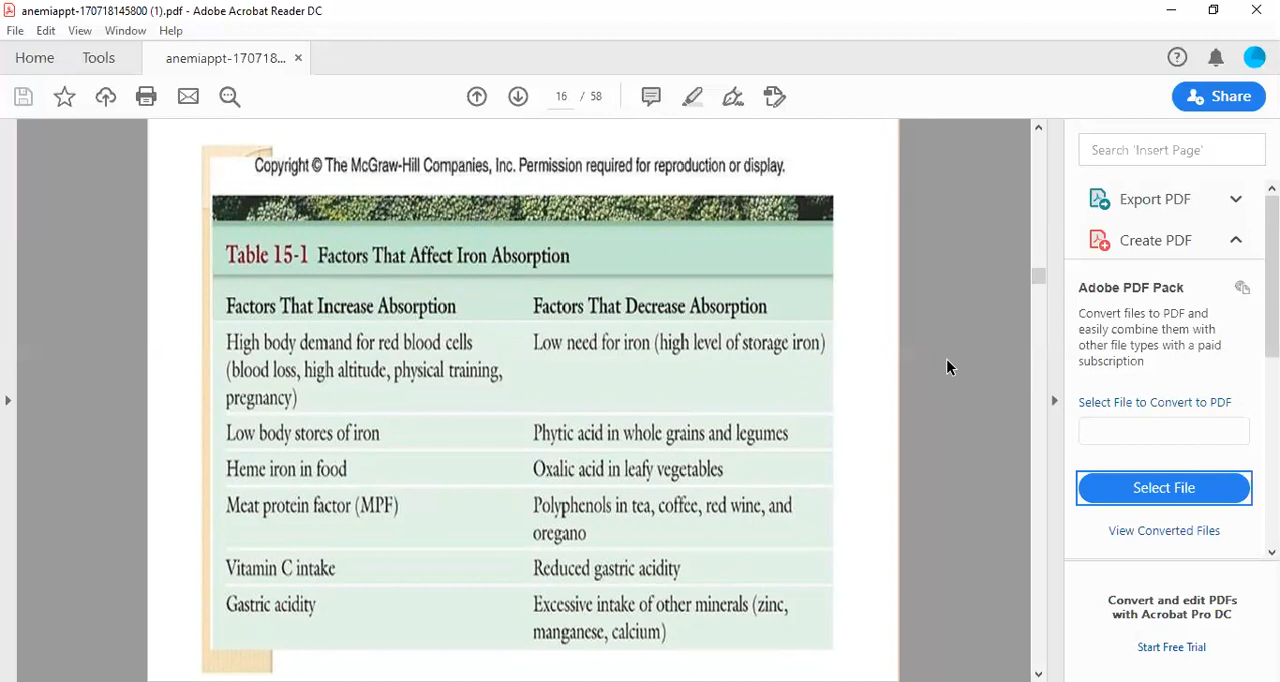 anemiappt-170718145800 (1).pdf - Adobe Acrobat Reader DC
File Edit View Window Help
Home Tools anemiappt-170718... ×
16 / 58
Share
Copyright © The McGraw-Hill Companies, Inc. Permission required for reproduction or display.
Table 15-1 Factors That Affect Iron Absorption
Factors That Increase Absorption Factors That Decrease Absorption
High body demand for red blood cells Low need for iron (high level of storage iron)
(blood loss, high altitude, physical training,
pregnancy)
Low body stores of iron Phytic acid in whole grains and legumes
Heme iron in food Oxalic acid in leafy vegetables
Meat protein factor (MPF) Polyphenols in tea, coffee, red wine, and
oregano
Vitamin C intake Reduced gastric acidity
Gastric acidity Excessive intake of other minerals (zinc,
manganese, calcium)
Search 'Insert Page'
Export PDF
Create PDF
Adobe PDF Pack
Convert files to PDF and
easily combine them with
other file types with a paid
subscription
Select File to Convert to PDF
Select File
View Converted Files
Convert and edit PDFs
with Acrobat Pro DC
Start Free Trial